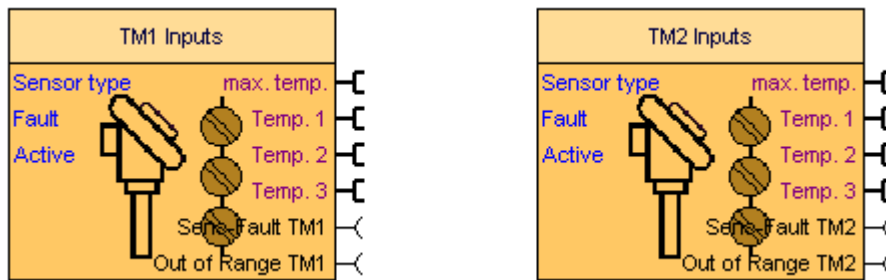 TM1 Inputs
Sensor type max. temp.
Fault Temp. 1
Active Temp. 2
Temp. 3
Sens-Fault TM1
Out of Range TM1
TM2 Inputs
Sensor type max. temp.
Fault Temp. 1
Active Temp. 2
Temp. 3
Sens-Fault TM2
Out of Range TM2